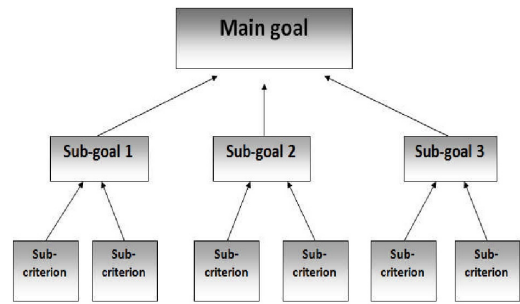 Main goal
Sub-goal 1
Sub-goal 2
Sub-goal 3
Sub-
criterion
Sub-
criterion
Sub-
criterion
Sub-
criterion
Sub-
criterion
Sub-
criterion